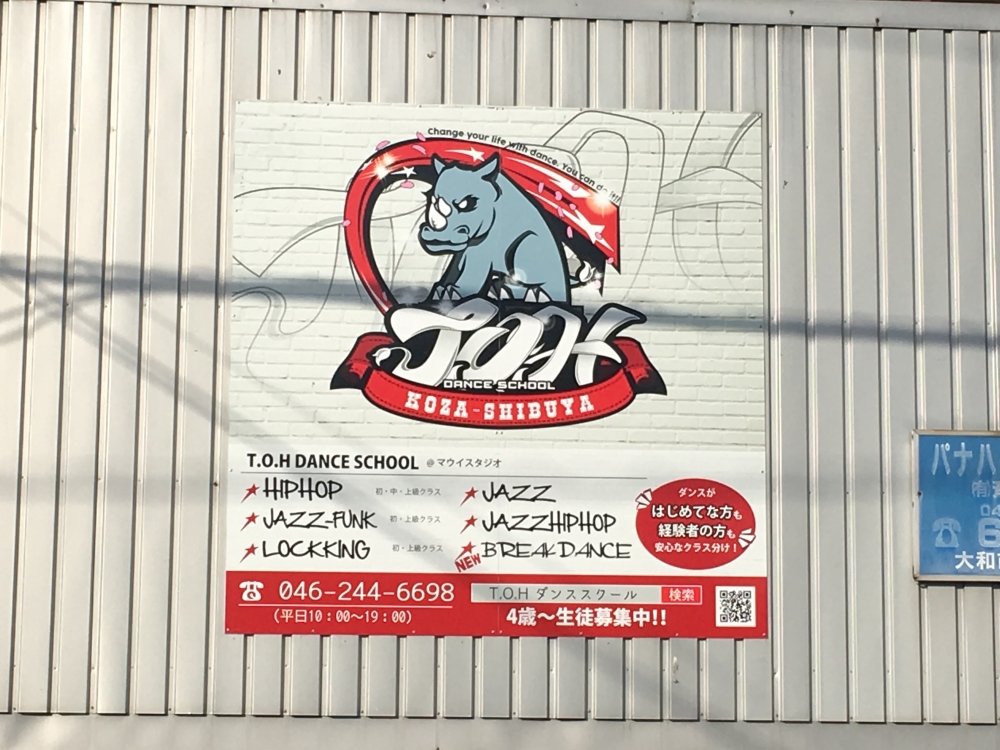 Change your life with dance. You can do it!!
T.O.H
DANCE SCHOOL
KOZA-SHIBUYA
T.O.H DANCE SCHOOL @マウイスタジオ
★HIPHOP 初・中・上級クラス
★JAZZ-FUNK 初・上級クラス
★LOCKKING 初・上級クラス
★JAZZ
★JAZZHIPHOP
★BREAKDANCE
NEW
ダンスが
はじめてな方も
経験者の方も
安心なクラス分け！
046-244-6698
(平日10：00〜19：00)
T.O.H ダンススクール 検索
4歳〜生徒募集中!!
パナハ
04
6
大和